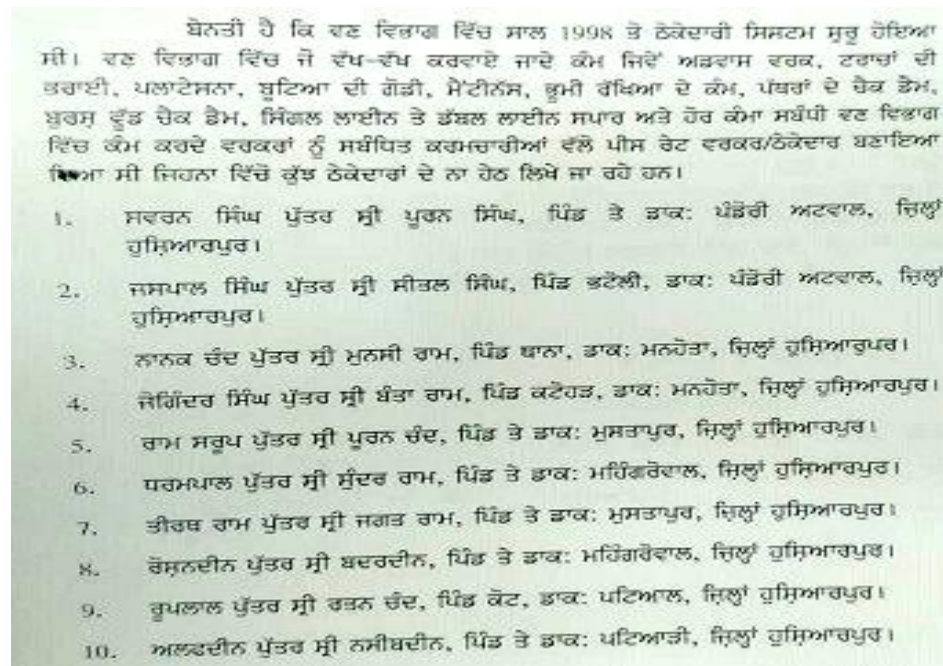 ਬੇਨਤੀ ਹੈ ਕਿ ਵਣ ਵਿਭਾਗ ਵਿੱਚ ਸਾਲ 1998 ਤੋ ਠੇਕੇਦਾਰੀ ਸਿਸਟਮ ਸੁਰੂ ਹੋਇਆ
ਸੀ। ਵਣ ਵਿਭਾਗ ਵਿੱਚ ਜੋ ਵੱਖ-ਵੱਖ ਕਰਵਾਏ ਜਾਦੇ ਕੰਮ ਜਿਵੇਂ ਅਡਵਾਸ ਵਰਕ, ਟਰਾਚਾਂ ਦੀ
ਭਰਾਈ, ਪਲਾਟੇਸਨਾ, ਬੂਟਿਆ ਦੀ ਗੋਡੀ, ਮੈਂਟੀਨੈਂਸ, ਭੂਮੀ ਰੱਖਿਆ ਦੇ ਕੰਮ, ਪੱਥਰਾਂ ਦੇ ਚੈਕ ਡੈਮ,
ਬੁਰਸ਼ ਵੁੱਡ ਚੈਕ ਡੈਮ, ਸਿੰਗਲ ਲਾਈਨ ਤੇ ਡੱਬਲ ਲਾਈਨ ਸਪਾਰ ਅਤੇ ਹੋਰ ਕੰਮਾ ਸਬੰਧੀ ਵਣ ਵਿਭਾਗ
ਵਿੱਚ ਕੰਮ ਕਰਦੇ ਵਰਕਰਾਂ ਨੂੰ ਸਬੰਧਿਤ ਕਰਮਚਾਰੀਆਂ ਵੱਲੋ ਪੀਸ ਰੇਟ ਵਰਕਰ/ਠੇਕੇਦਾਰ ਬਣਾਇਆ
ਸੀ ਜਿਹਨਾ ਵਿੱਚੋ ਕੁੱਝ ਠੇਕੇਦਾਰਾਂ ਦੇ ਨਾ ਹੇਠ ਲਿਖੇ ਜਾ ਰਹੇ ਹਨ।
1. ਸਵਰਨ ਸਿੰਘ ਪੁੱਤਰ ਸ੍ਰੀ ਪੂਰਨ ਸਿੰਘ, ਪਿੰਡ ਤੇ ਡਾਕ: ਪੰਡੋਰੀ ਅਟਵਾਲ, ਜ਼ਿਲ੍ਹਾਂ
ਹੁਸ਼ਿਆਰਪੁਰ।
2. ਜਸਪਾਲ ਸਿੰਘ ਪੁੱਤਰ ਸ੍ਰੀ ਸੀਤਲ ਸਿੰਘ, ਪਿੰਡ ਭਟੋਲੀ, ਡਾਕ: ਪੰਡੋਰੀ ਅਟਵਾਲ, ਜ਼ਿਲ੍ਹਾਂ
ਹੁਸ਼ਿਆਰਪੁਰ।
3. ਨਾਨਕ ਚੰਦ ਪੁੱਤਰ ਸ੍ਰੀ ਮੁਨਸੀ ਰਾਮ, ਪਿੰਡ ਥਾਨਾ, ਡਾਕ: ਮਨਹੋਤਾ, ਜ਼ਿਲ੍ਹਾਂ ਹੁਸ਼ਿਆਰੁਪਰ।
4. ਜੋਗਿੰਦਰ ਸਿੰਘ ਪੁੱਤਰ ਸ੍ਰੀ ਬੰਤਾ ਰਾਮ, ਪਿੰਡ ਕਟੋਹੜ, ਡਾਕ: ਮਨਹੋਤਾ, ਜ਼ਿਲ੍ਹਾਂ ਹੁਸ਼ਿਆਰਪੁਰ।
5. ਰਾਮ ਸਰੂਪ ਪੁੱਤਰ ਸ੍ਰੀ ਪੂਰਨ ਚੰਦ, ਪਿੰਡ ਤੇ ਡਾਕ: ਮੁਸਤਾਪੁਰ, ਜ਼ਿਲ੍ਹਾਂ ਹੁਸ਼ਿਆਰਪੁਰ।
6. ਧਰਮਪਾਲ ਪੁੱਤਰ ਸ੍ਰੀ ਸੁੰਦਰ ਰਾਮ, ਪਿੰਡ ਤੇ ਡਾਕ: ਮਹਿੰਗਰੋਵਾਲ, ਜ਼ਿਲ੍ਹਾਂ ਹੁਸ਼ਿਆਰਪੁਰ।
7. ਤੀਰਥ ਰਾਮ ਪੁੱਤਰ ਸ੍ਰੀ ਜਗਤ ਰਾਮ, ਪਿੰਡ ਤੇ ਡਾਕ: ਮੁਸਤਾਪੁਰ, ਜ਼ਿਲ੍ਹਾਂ ਹੁਸ਼ਿਆਰਪੁਰ।
8. ਰੋਸ਼ਨਦੀਨ ਪੁੱਤਰ ਸ੍ਰੀ ਬਦਰਦੀਨ, ਪਿੰਡ ਤੇ ਡਾਕ: ਮਹਿੰਗਰੋਵਾਲ, ਜ਼ਿਲ੍ਹਾਂ ਹੁਸ਼ਿਆਰਪੁਰ।
9. ਰੂਪਲਾਲ ਪੁੱਤਰ ਸ੍ਰੀ ਰਤਨ ਚੰਦ, ਪਿੰਡ ਕੋਟ, ਡਾਕ: ਪਟਿਆਲ, ਜ਼ਿਲ੍ਹਾਂ ਹੁਸ਼ਿਆਰਪੁਰ।
10. ਅਲਫਦੀਨ ਪੁੱਤਰ ਸ੍ਰੀ ਨਸੀਬਦੀਨ, ਪਿੰਡ ਤੇ ਡਾਕ: ਪਟਿਆੜੀ, ਜ਼ਿਲ੍ਹਾਂ ਹੁਸ਼ਿਆਰਪੁਰ।